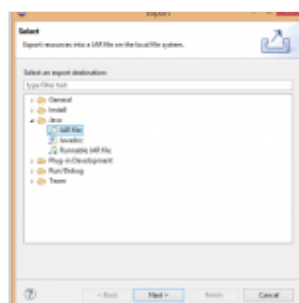 Export
Select
Export resources into a JAR file on the local file system.
Select an export destination:
type filter text
General
Install
Java
JAR file
Javadoc
Runnable JAR file
Plug-in Development
Run/Debug
Team
< Back
Next >
Finish
Cancel